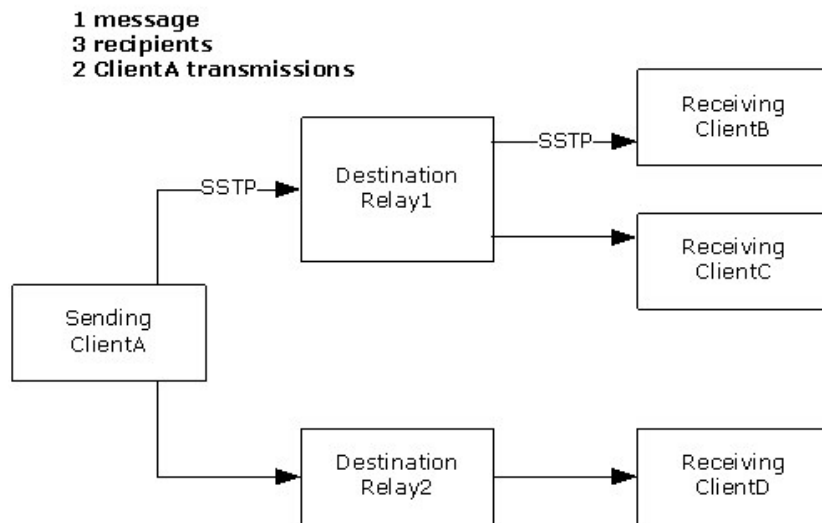 1 message
3 recipients
2 ClientA transmissions
Receiving
ClientB
SSTP
Destination
Relay1
SSTP
Receiving
ClientC
Sending
ClientA
Destination
Relay2
Receiving
ClientD